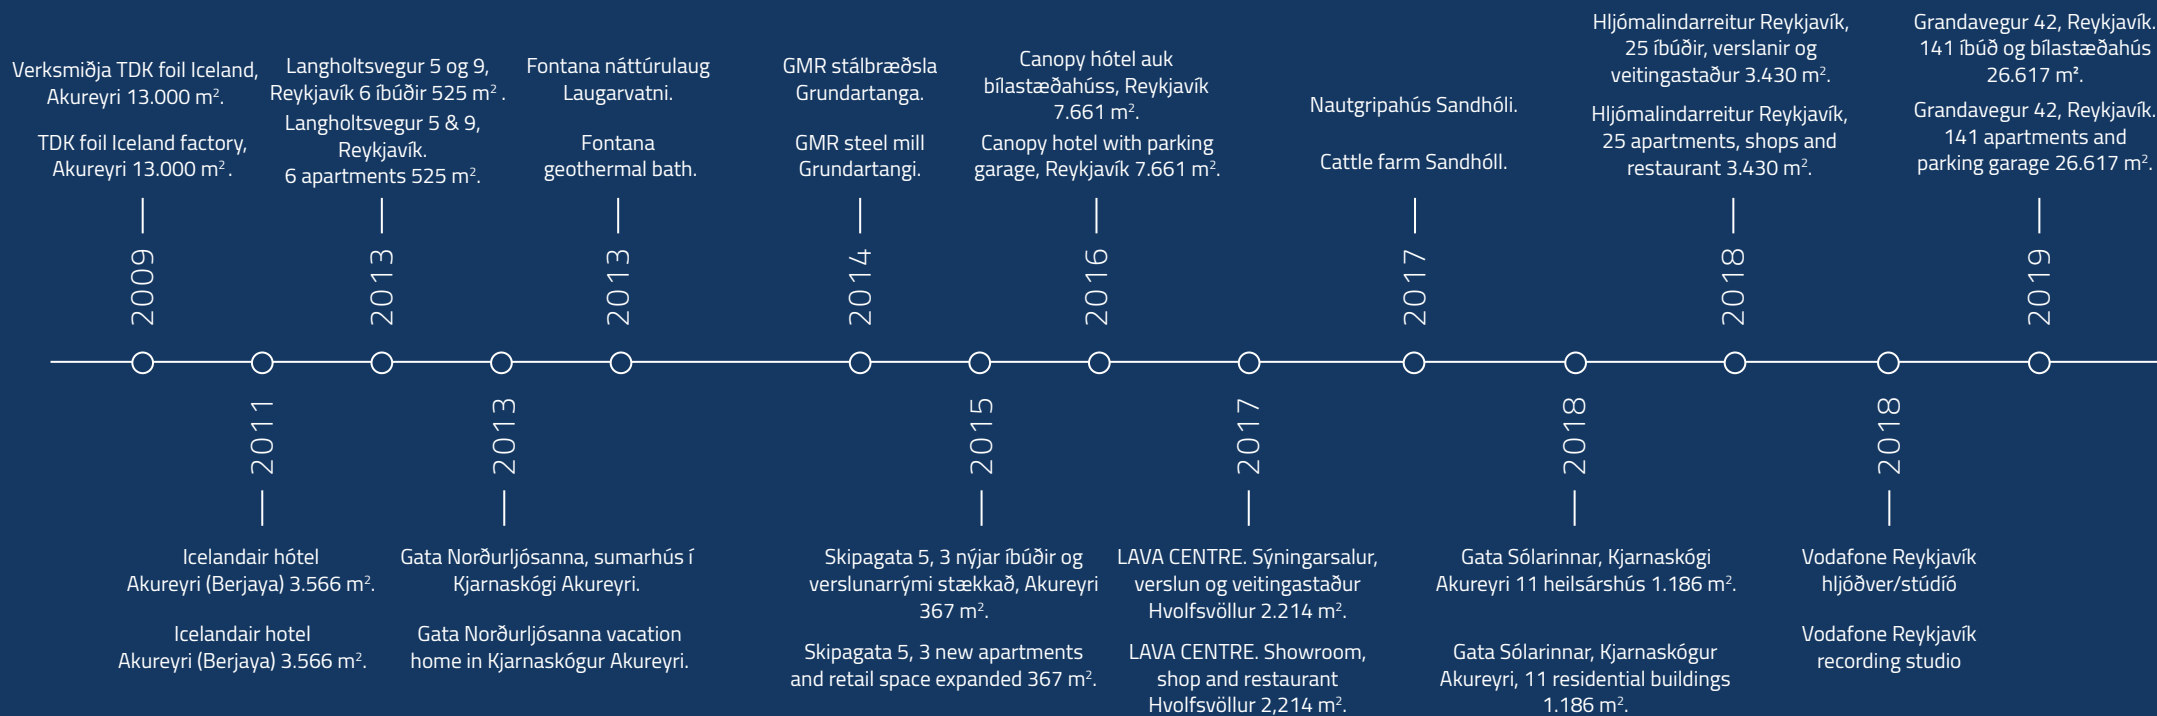 Verksmiðja TDK foil Iceland,
Akureyri 13.000 m².
TDK foil Iceland factory,
Akureyri 13.000 m².
2009
Langholtsvegur 5 og 9,
Reykjavík 6 íbúðir 525 m² .
Langholtsvegur 5 & 9,
Reykjavík.
6 apartments 525 m².
2013
Fontana náttúrulaug
Laugarvatni.
Fontana
geothermal bath.
2013
GMR stálbræðsla
Grundartanga.
GMR steel mill
Grundartangi.
2014
Canopy hótel auk
bílastæðahúss, Reykjavík
7.661 m².
Canopy hotel with parking
garage, Reykjavík 7.661 m².
2016
Nautgripahús Sandhóli.
Cattle farm Sandhóll.
2017
Hljómalindarreitur Reykjavík,
25 íbúðir, verslanir og
veitingastaður 3.430 m².
Hljómalindarreitur Reykjavík,
25 apartments, shops and
restaurant 3.430 m².
2018
Grandavegur 42, Reykjavík.
141 íbúð og bílastæðahús
26.617 m².
Grandavegur 42, Reykjavík.
141 apartments and
parking garage 26.617 m².
2019
2011
Icelandair hótel
Akureyri (Berjaya) 3.566 m².
Icelandair hotel
Akureyri (Berjaya) 3.566 m².
2013
Gata Norðurljósanna, sumarhús í
Kjarnaskógi Akureyri.
Gata Norðurljósanna vacation
home in Kjarnaskógur Akureyri.
2015
Skipagata 5, 3 nýjar íbúðir og
verslunarrými stækkað, Akureyri
367 m².
Skipagata 5, 3 new apartments
and retail space expanded 367 m².
2017
LAVA CENTRE. Sýningarsalur,
verslun og veitingastaður
Hvolfsvöllur 2.214 m².
LAVA CENTRE. Showroom,
shop and restaurant
Hvolfsvöllur 2,214 m².
2018
Gata Sólarinnar, Kjarnaskógi
Akureyri 11 heilsárshús 1.186 m².
Gata Sólarinnar, Kjarnaskógur
Akureyri, 11 residential buildings
1.186 m².
2018
Vodafone Reykjavík
hljóðver/stúdíó
Vodafone Reykjavík
recording studio